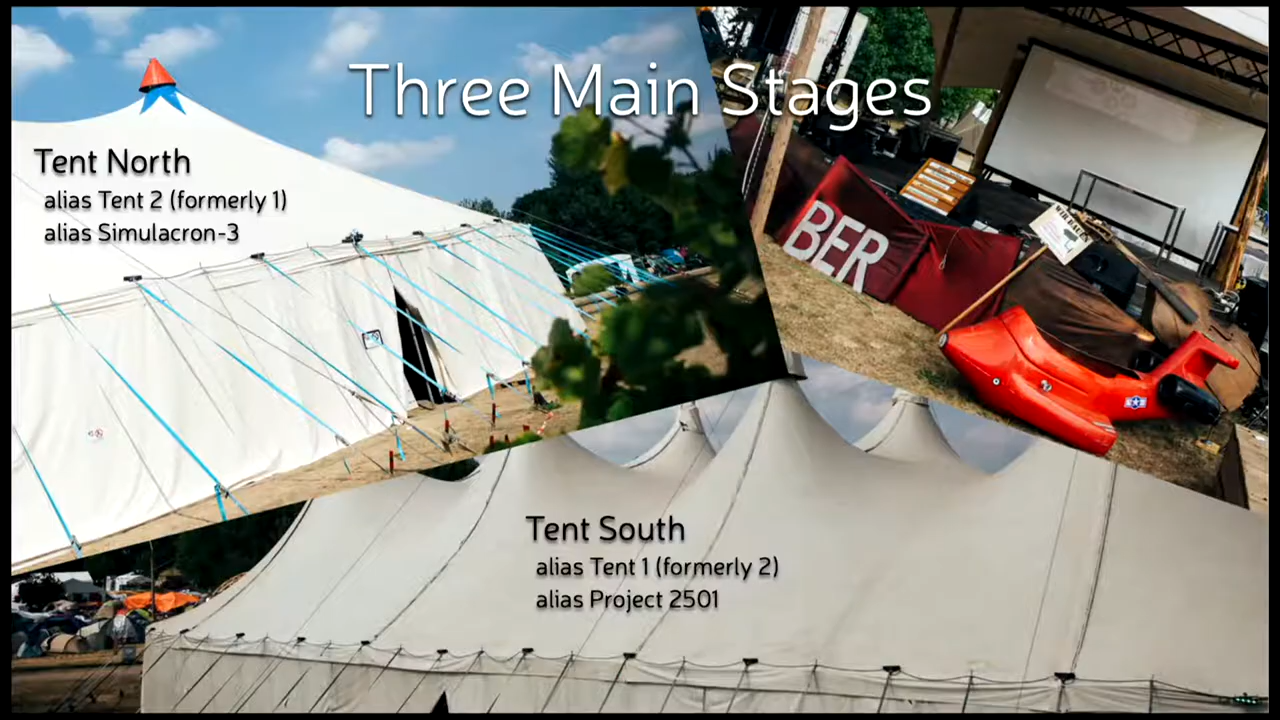 Three Main Stages
Tent North
alias Tent 2 (formerly 1)
alias Simulacron-3
BER
Tent South
alias Tent 1 (formerly 2)
alias Project 2501